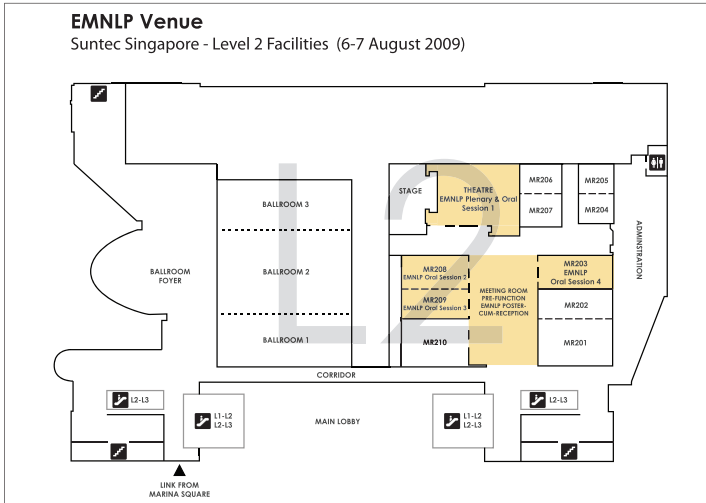 EMNLP Venue
Suntec Singapore - Level 2 Facilities (6-7 August 2009)
L2
STAGE
THEATRE
EMNLP Plenary & Oral
Session 1
MR206
MR207
MR205
MR204
ADMINSTRATION
BALLROOM 3
BALLROOM 2
BALLROOM 1
BALLROOM
FOYER
MR208
EMNLP Oral Session 2
MR209
EMNLP Oral Session 3
MR210
MEETING ROOM
PRE-FUNCTION
EMNLP POSTER-
CUM-RECEPTION
MR203
EMNLP
Oral Session 4
MR202
MR201
CORRIDOR
L2-L3
L1-L2
L2-L3
MAIN LOBBY
L1-L2
L2-L3
L2-L3
LINK FROM
MARINA SQUARE